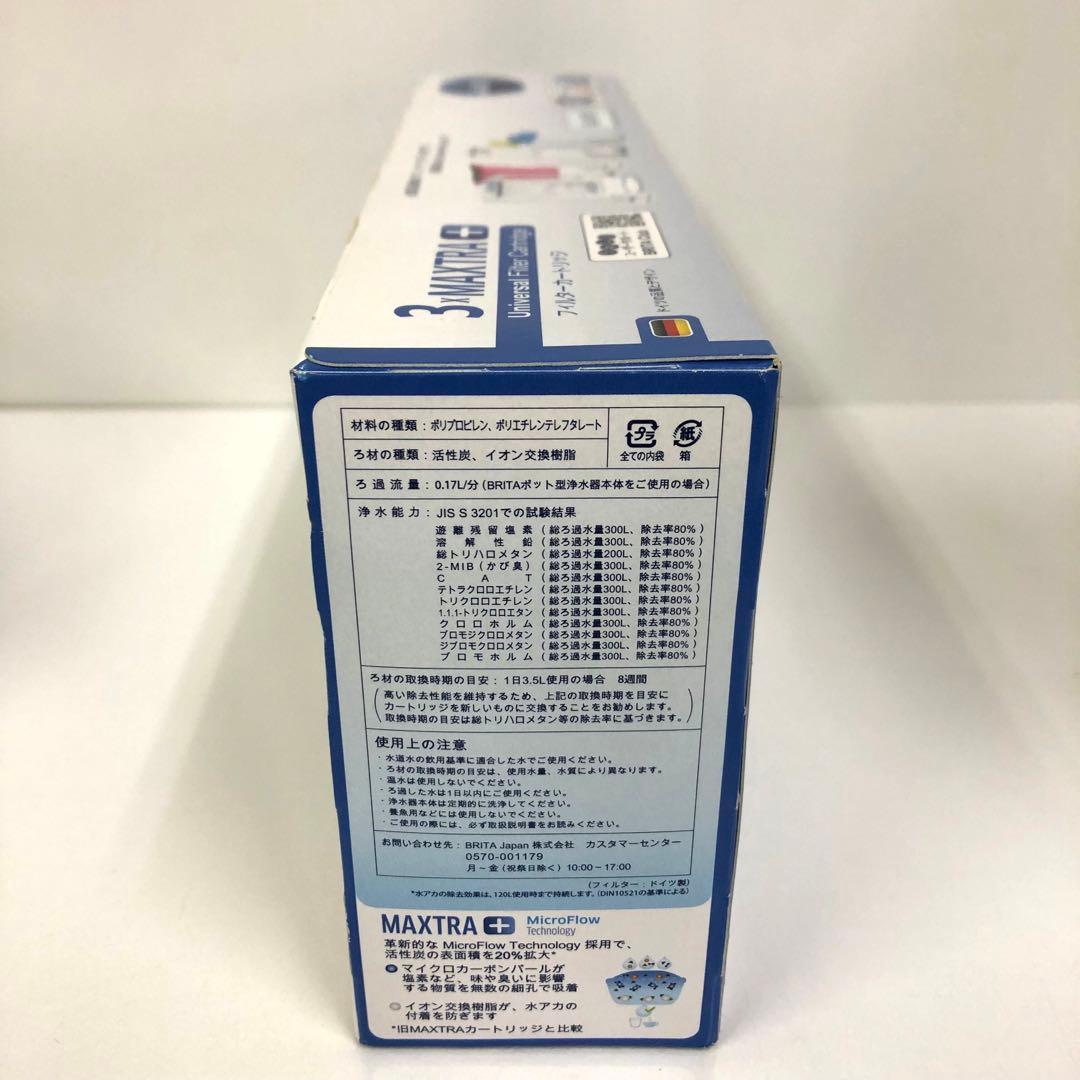 3x MAXTRA+
Universal Filter Cartridge
フィルターカートリッジ
ドイツの品質とデザイン
材料の種類：ポリプロピレン、ポリエチレンテレフタレート
プラ
全ての内袋
紙
箱
ろ材の種類：活性炭、イオン交換樹脂
ろ過流量：0.17L/分（BRITAポット型浄水器本体をご使用の場合）
浄水能力：JIS S 3201での試験結果
遊離残留塩素（総ろ過水量300L、除去率80%）
溶解性鉛（総ろ過水量300L、除去率80%）
総トリハロメタン（総ろ過水量200L、除去率80%）
2-MIB（かび臭）（総ろ過水量300L、除去率80%）
CAT（総ろ過水量300L、除去率80%）
テトラクロロエチレン（総ろ過水量300L、除去率80%）
トリクロロエチレン（総ろ過水量300L、除去率80%）
1.1.1-トリクロロエタン（総ろ過水量300L、除去率80%）
クロロホルム（総ろ過水量300L、除去率80%）
ブロモジクロロメタン（総ろ過水量300L、除去率80%）
ジブロモクロロメタン（総ろ過水量300L、除去率80%）
ブロモホルム（総ろ過水量300L、除去率80%）
ろ材の取換時期の目安：1日3.5L使用の場合 8週間
（高い除去性能を維持するため、上記の取換時期を目安に
カートリッジを新しいものに交換することをお勧めします。
取換時期の目安は総トリハロメタン等の除去率に基づきます。）
使用上の注意
・水道水の飲用基準に適合した水でご使用ください。
・ろ材の取換時期の目安は、使用水量、水質により異なります。
・温水は使用しないでください。
・ろ過した水は1日以内にご使用ください。
・浄水器本体は定期的に洗浄してください。
・養魚用などには使用しないでください。
・ご使用の際には、必ず取扱説明書をお読みください。
お問い合わせ先：BRITA Japan 株式会社 カスタマーセンター
0570-001179
月～金（祝祭日除く）10:00～17:00
（フィルター：ドイツ製）
*水アカの除去効果は、120L使用時まで持続します。（DIN10521の基準による）
MAXTRA+ MicroFlow
Technology
革新的な MicroFlow Technology 採用で、
活性炭の表面積を20%拡大*
マイクロカーボンパールが
塩素など、味や臭いに影響
する物質を無数の細孔で吸着
イオン交換樹脂が、水アカの
付着を防ぎます
*旧MAXTRAカートリッジと比較